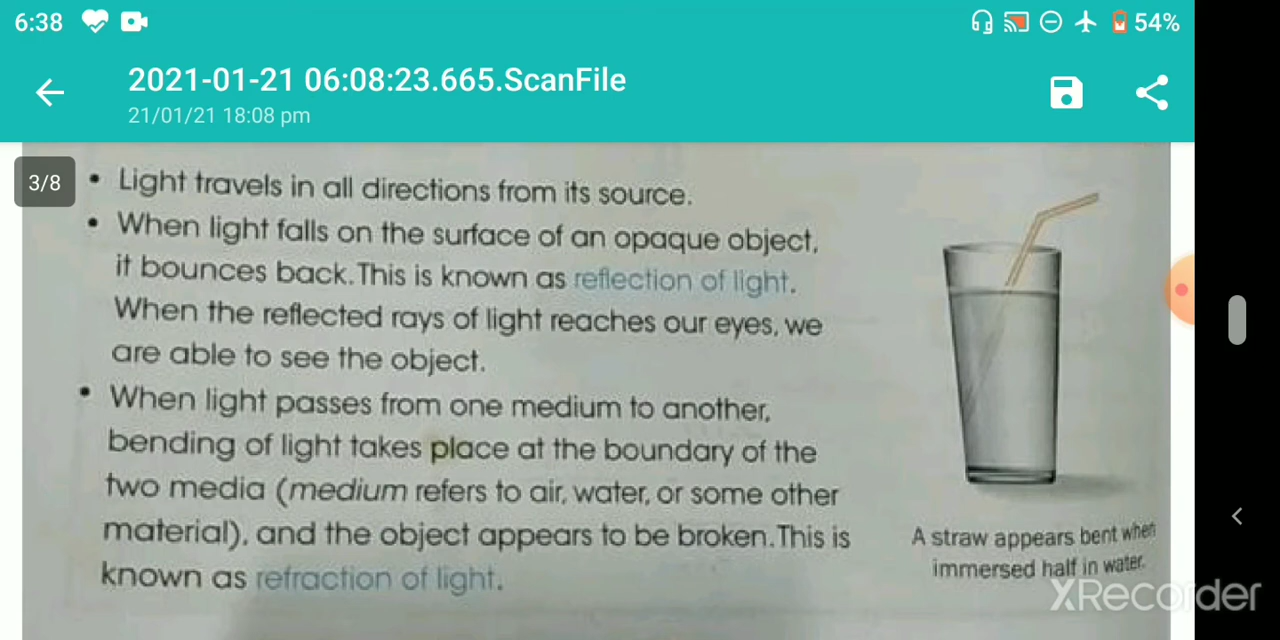 6:38
54%
2021-01-21 06:08:23.665.ScanFile
21/01/21 18:08 pm
3/8
• Light travels in all directions from its source.
• When light falls on the surface of an opaque object,
it bounces back. This is known as reflection of light.
When the reflected rays of light reaches our eyes, we
are able to see the object.
• When light passes from one medium to another,
bending of light takes place at the boundary of the
two media (medium refers to air, water, or some other
material), and the object appears to be broken. This is
known as refraction of light.
A straw appears bent when
immersed half in water.
XRecorder